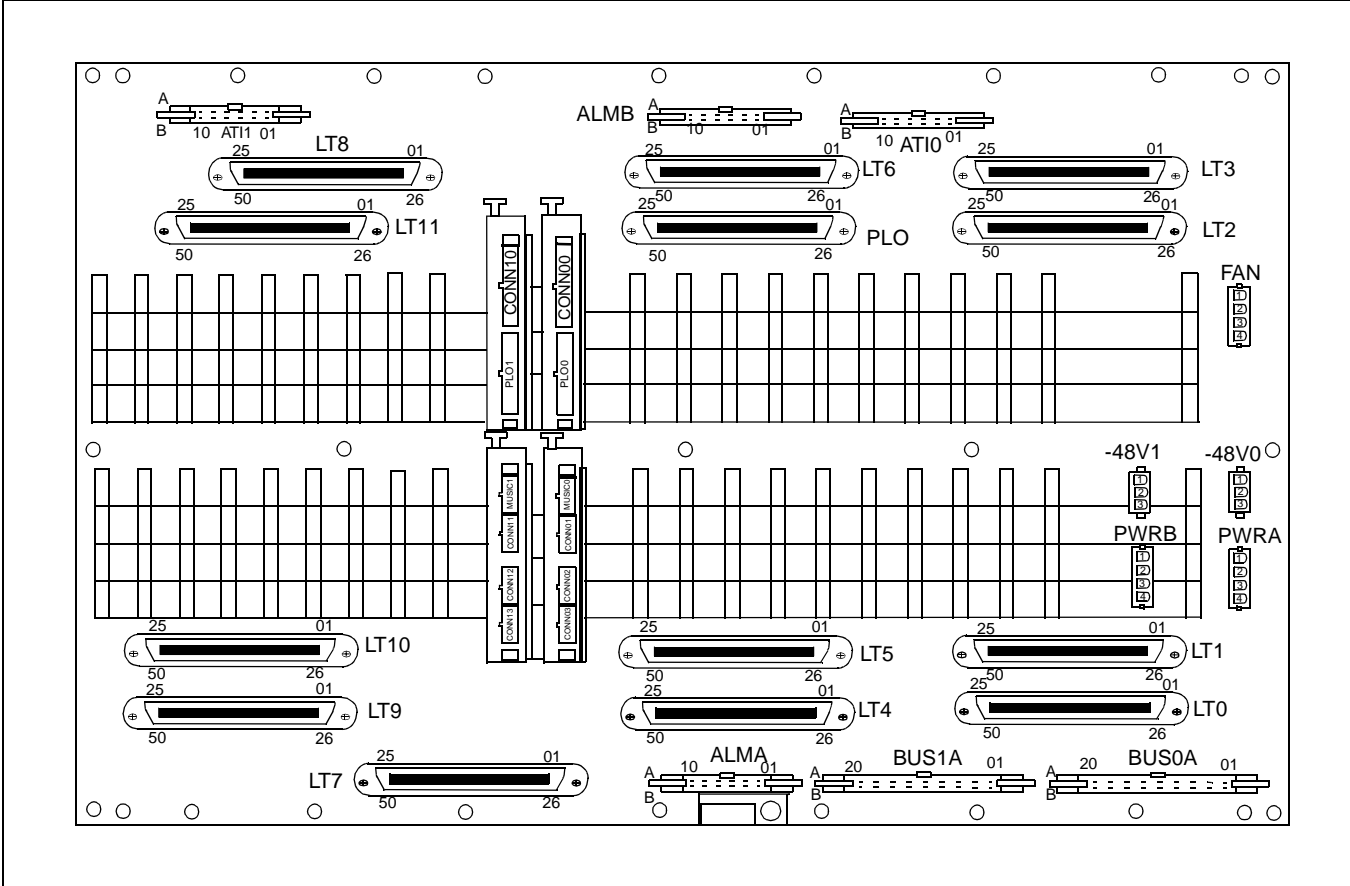 A
B
10 ATI1 01
ALMB
A
B
10
01
A
B
10 ATI0 01
LT8
25
01
50
26
25
01
LT6
50
26
25
01
LT3
50
26
25
01
LT11
50
26
25
01
PLO
50
26
25
01
LT2
50
26
CONN10
CONN00
PLO1
PLO0
FAN
1
2
3
4
-48V1
1
2
3
-48V0
1
2
3
MUSIC1
MUSIC0
CONN11
CONN01
CONN12
CONN02
CONN13
CONN03
PWRB
1
2
3
4
PWRA
1
2
3
4
25
01
LT10
50
26
25
01
LT5
50
26
25
01
LT1
50
26
25
01
LT9
50
26
25
01
LT4
50
26
25
01
LT0
50
26
LT7
25
01
50
26
ALMA
A
B
10
01
BUS1A
A
B
20
01
BUS0A
A
B
20
01